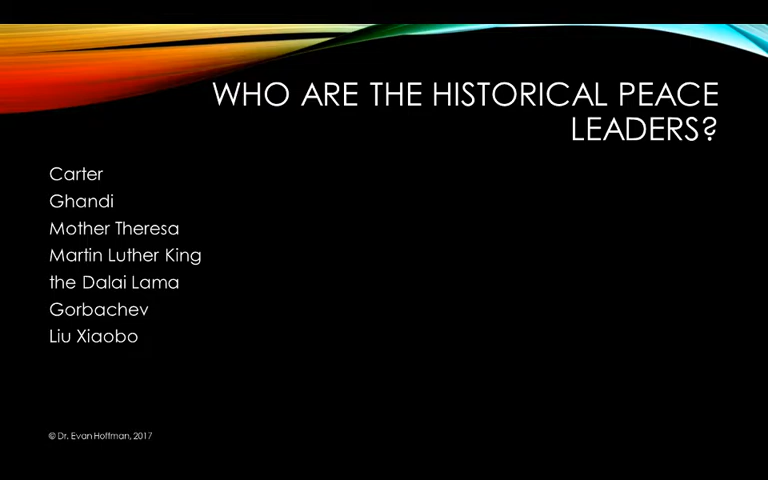 WHO ARE THE HISTORICAL PEACE
LEADERS?
Carter
Ghandi
Mother Theresa
Martin Luther King
the Dalai Lama
Gorbachev
Liu Xiaobo
© Dr. Evan Hoffman, 2017